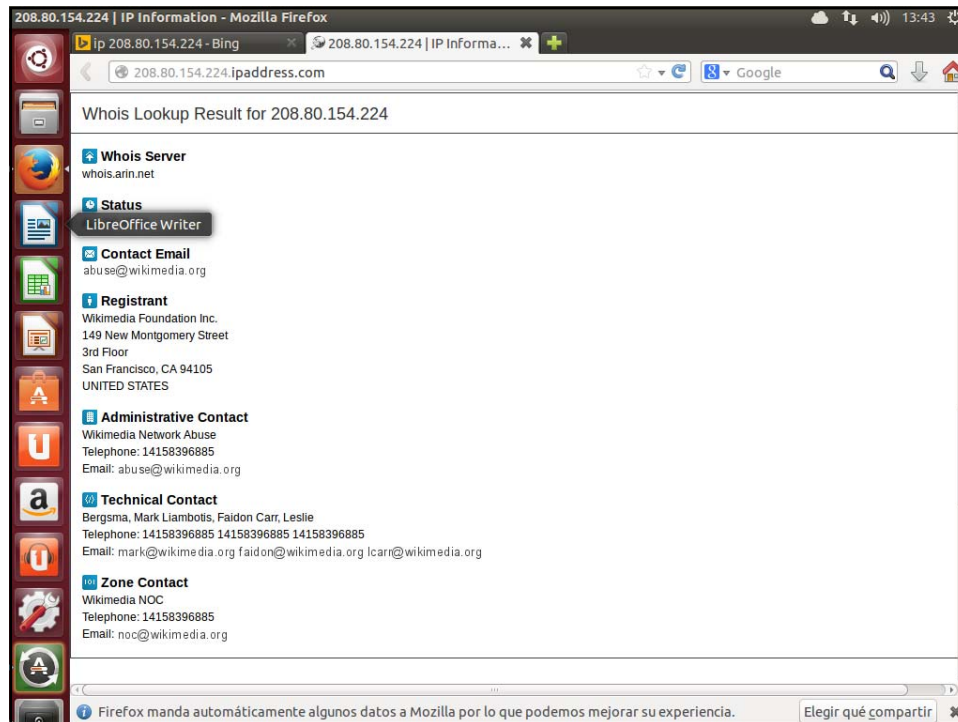 208.80.154.224 | IP Information - Mozilla Firefox
13:43
ip 208.80.154.224 - Bing
208.80.154.224 | IP Informa...
208.80.154.224.ipaddress.com
Google
Whois Lookup Result for 208.80.154.224
Whois Server
whois.arin.net
Status
LibreOffice Writer
Contact Email
abuse@wikimedia.org
Registrant
Wikimedia Foundation Inc.
149 New Montgomery Street
3rd Floor
San Francisco, CA 94105
UNITED STATES
Administrative Contact
Wikimedia Network Abuse
Telephone: 14158396885
Email: abuse@wikimedia.org
Technical Contact
Bergsma, Mark Liambotis, Faidon Carr, Leslie
Telephone: 14158396885 14158396885 14158396885
Email: mark@wikimedia.org faidon@wikimedia.org lcarr@wikimedia.org
Zone Contact
Wikimedia NOC
Telephone: 14158396885
Email: noc@wikimedia.org
Firefox manda automáticamente algunos datos a Mozilla por lo que podemos mejorar su experiencia.
Elegir qué compartir